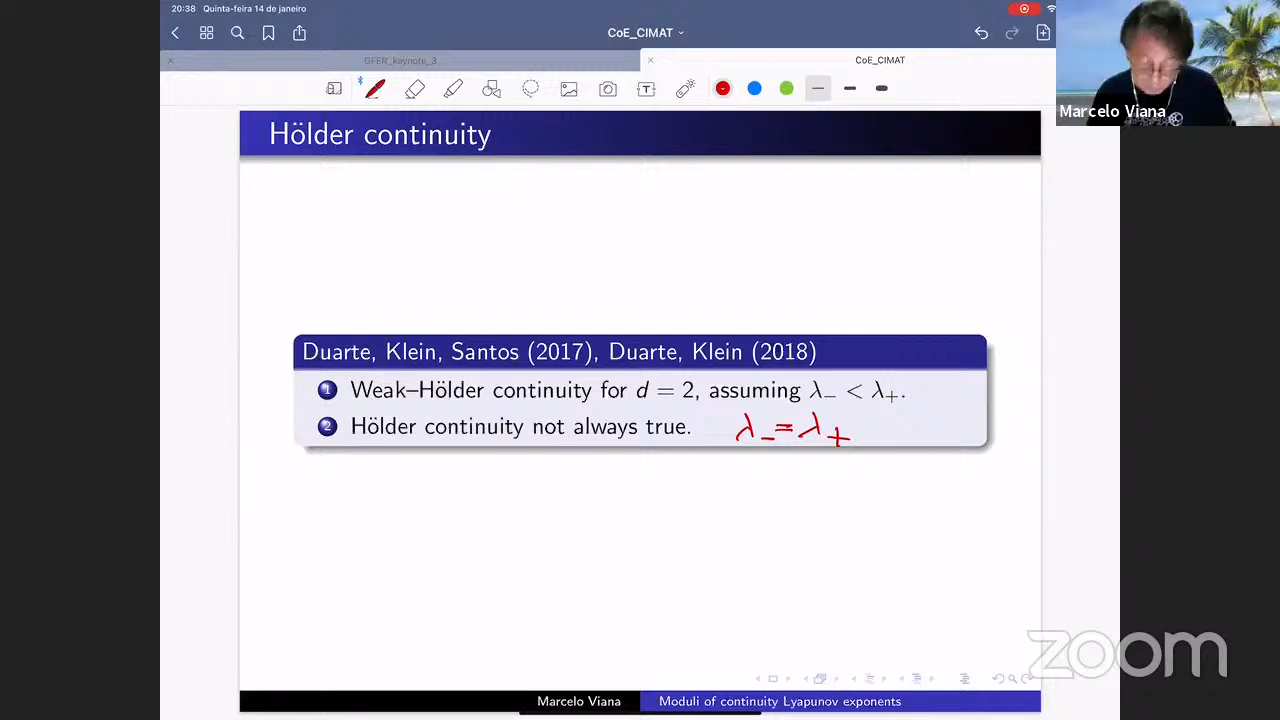 20:38 Quinta-feira 14 de janeiro
CoE_CIMAT
GFER_keynote_3
CoE_CIMAT
T
Marcelo Viana
Hölder continuity
Duarte, Klein, Santos (2017), Duarte, Klein (2018)
1 Weak–Hölder continuity for d = 2, assuming λ₋ < λ₊.
2 Hölder continuity not always true. λ₋ = λ₊
zoom
Marcelo Viana Moduli of continuity Lyapunov exponents